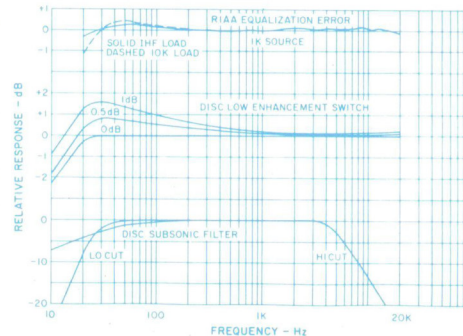 RIAA EQUALIZATION ERROR
+1
0
-1
SOLID IHF LOAD
DASHED 10K LOAD
1K SOURCE
RELATIVE RESPONSE - dB
+2
+1
0
-1
-2
1dB
0.5dB
0dB
DISC LOW ENHANCEMENT SWITCH
0
-10
-20
DISC SUBSONIC FILTER
LO CUT
HI CUT
10
100
1K
20K
FREQUENCY - Hz